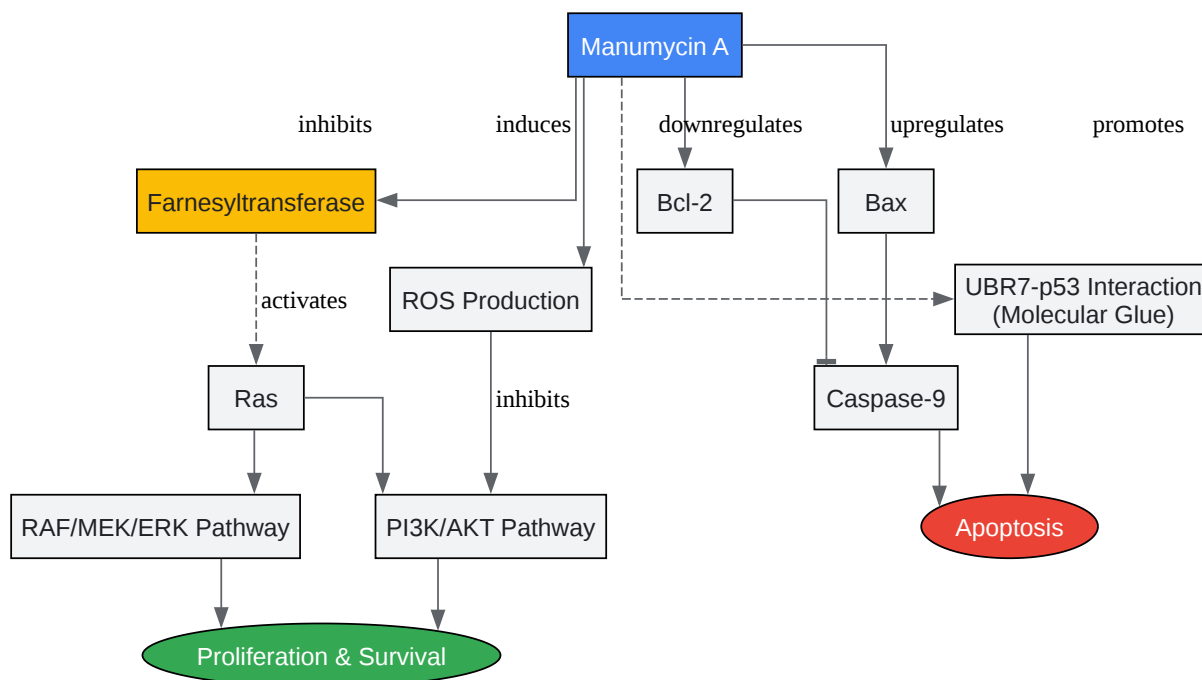 Manumycin A
inhibits
induces
downregulates
upregulates
promotes
Farnesyltransferase
Bcl-2
Bax
activates
ROS Production
UBR7-p53 Interaction
(Molecular Glue)
Ras
inhibits
Caspase-9
RAF/MEK/ERK Pathway
PI3K/AKT Pathway
Apoptosis
Proliferation & Survival